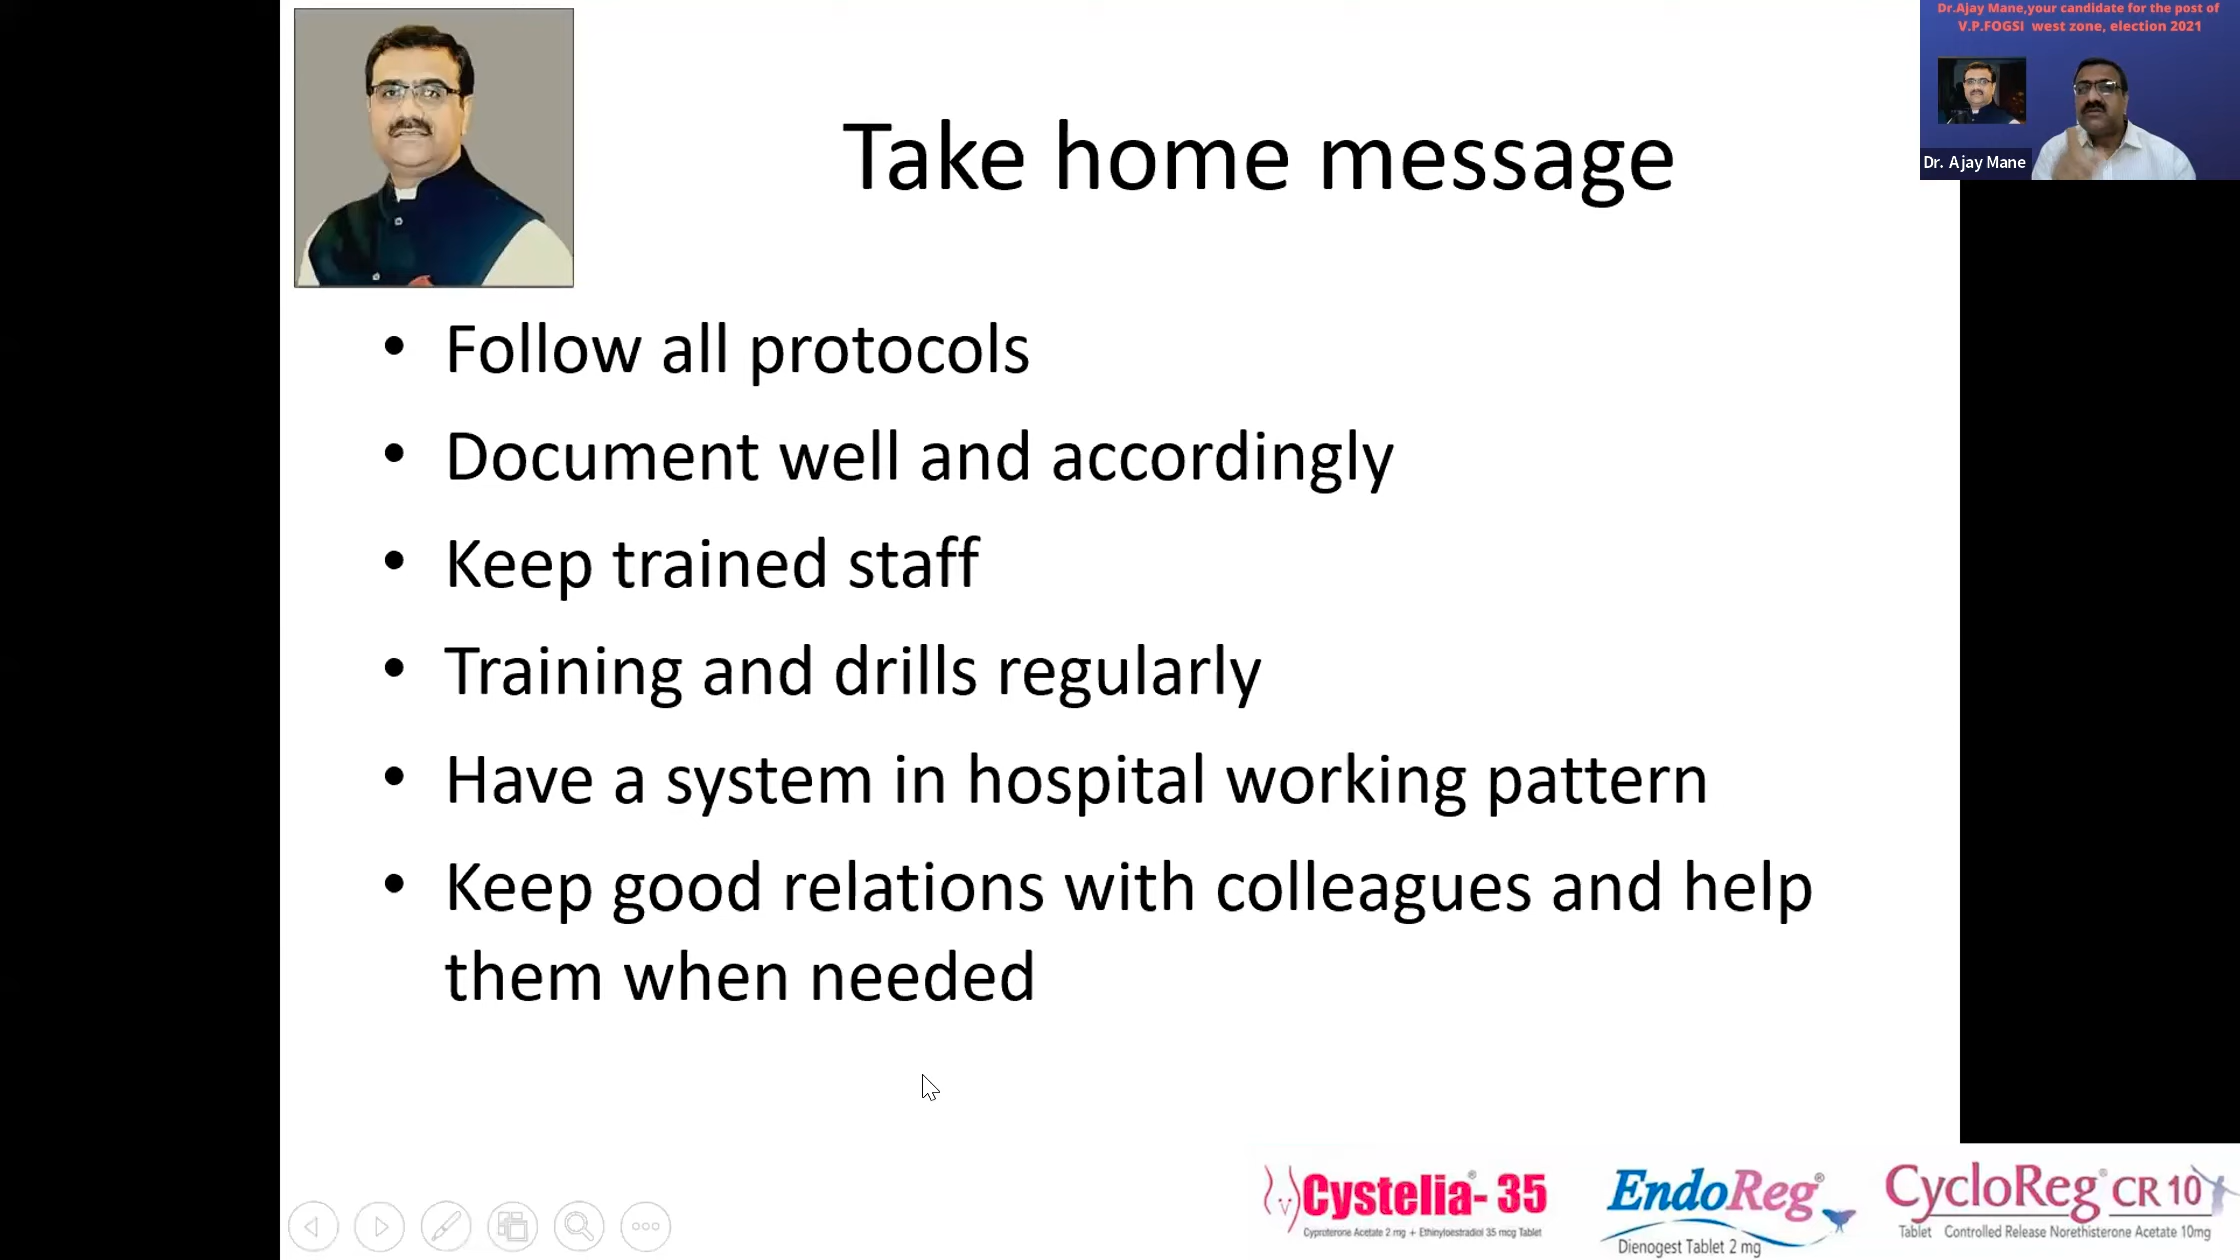 Dr.Ajay Mane,your candidate for the post of
V.P.FOGSI west zone, election 2021
Dr. Ajay Mane
Take home message
• Follow all protocols
• Document well and accordingly
• Keep trained staff
• Training and drills regularly
• Have a system in hospital working pattern
• Keep good relations with colleagues and help
them when needed
Cystelia®- 35
Cyproterone Acetate 2 mg + Ethinyloestradiol 35 mcg Tablet
EndoReg®
Dienogest Tablet 2 mg
CycloReg® CR 10
Tablet Controlled Release Norethisterone Acetate 10mg